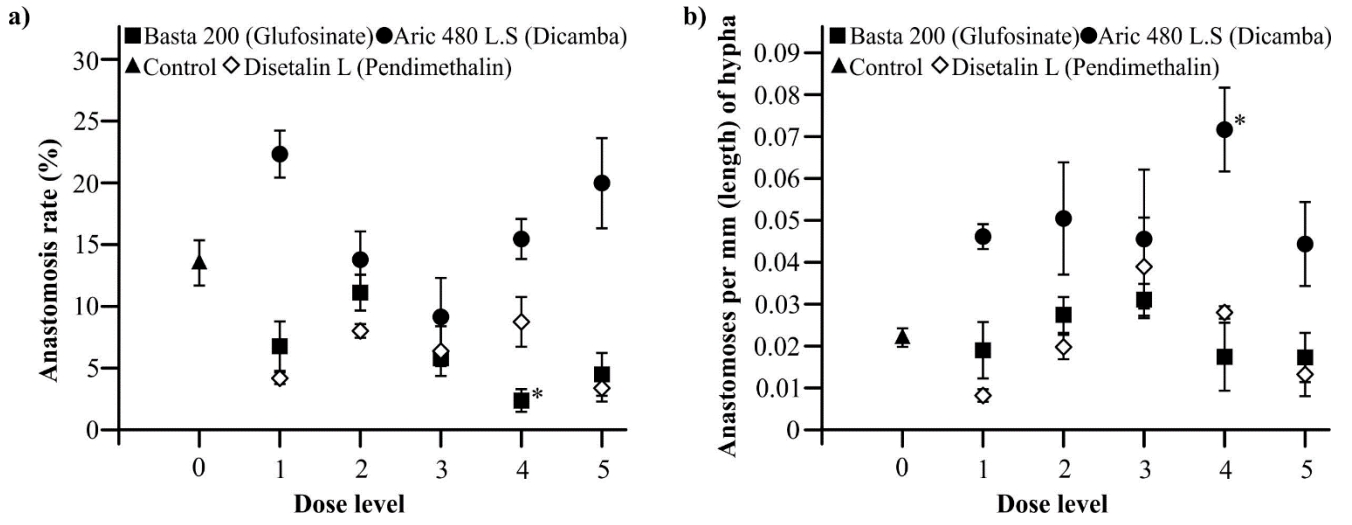 a)
■ Basta 200 (Glufosinate) ● Aric 480 L.S (Dicamba)
▲ Control ◇ Disetalin L (Pendimethalin)
Anastomosis rate (%)
30
25
20
15
10
5
0
*
0 1 2 3 4 5
Dose level
b)
■ Basta 200 (Glufosinate) ● Aric 480 L.S (Dicamba)
▲ Control ◇ Disetalin L (Pendimethalin)
Anastomoses per mm (length) of hypha
0.09
0.08
0.07
0.06
0.05
0.04
0.03
0.02
0.01
0
*
0 1 2 3 4 5
Dose level